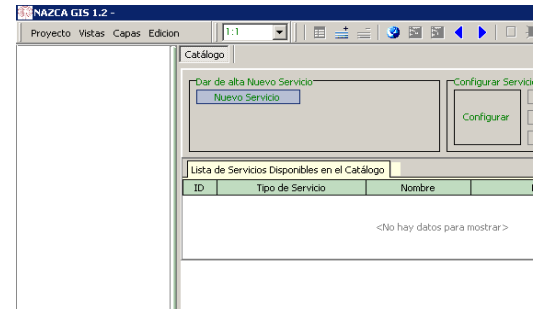 NAZCA GIS 1.2 -
Proyecto Vistas Capas Edicion 1:1
Catálogo
Dar de alta Nuevo Servicio
Nuevo Servicio
Configurar Servici
Configurar
Lista de Servicios Disponibles en el Catálogo
ID Tipo de Servicio Nombre
<No hay datos para mostrar>